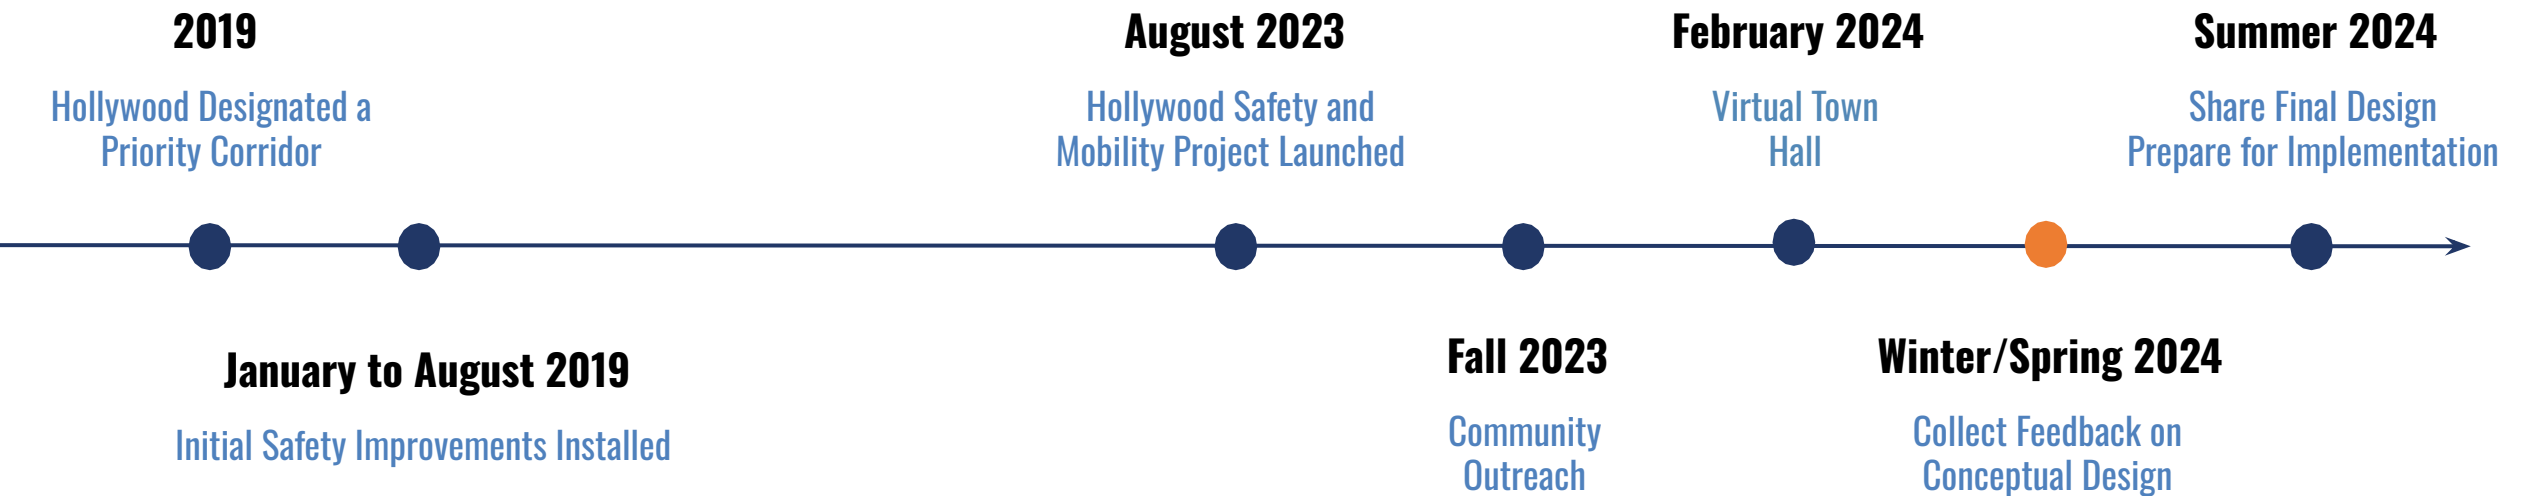 2019
Hollywood Designated a
Priority Corridor
January to August 2019
Initial Safety Improvements Installed
August 2023
Hollywood Safety and
Mobility Project Launched
Fall 2023
Community
Outreach
February 2024
Virtual Town
Hall
Winter/Spring 2024
Collect Feedback on
Conceptual Design
Summer 2024
Share Final Design
Prepare for Implementation